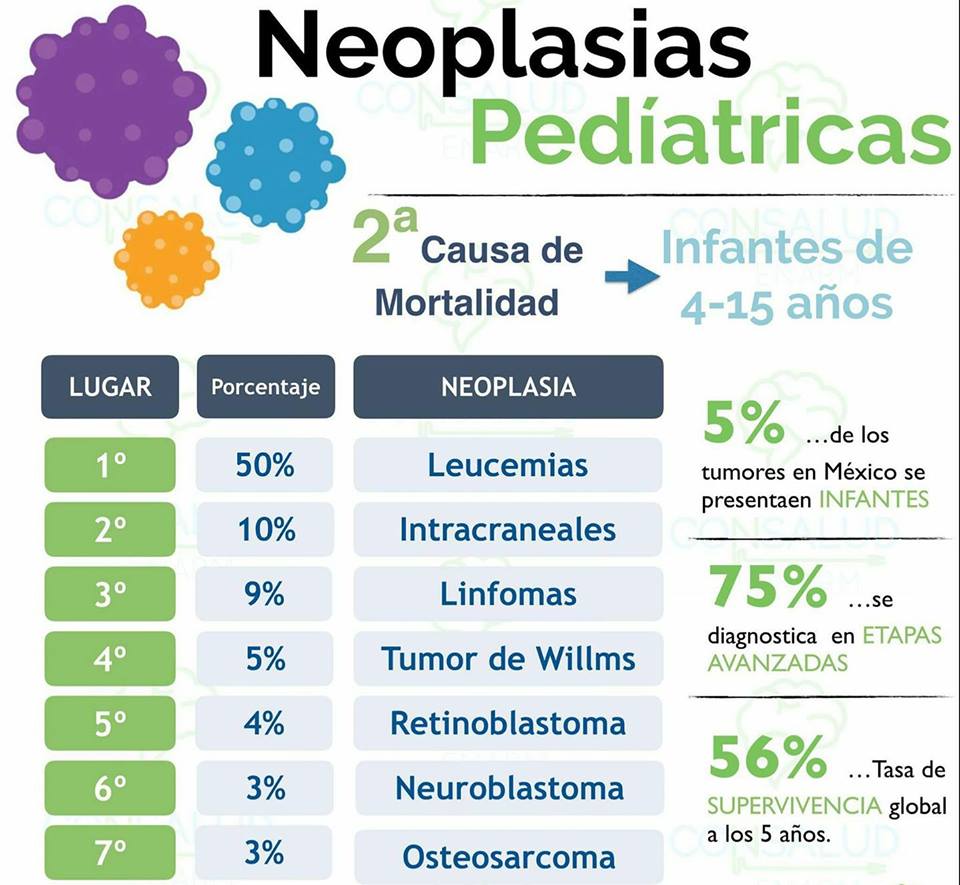 Neoplasias
Pedíatricas
2ª Causa de
Mortalidad
Infantes de
4-15 años
LUGAR Porcentaje NEOPLASIA
1º 50% Leucemias
2º 10% Intracraneales
3º 9% Linfomas
4º 5% Tumor de Willms
5º 4% Retinoblastoma
6º 3% Neuroblastoma
7º 3% Osteosarcoma
5% ...de los
tumores en México se
presentaen INFANTES
75% ...se
diagnostica en ETAPAS
AVANZADAS
56% ...Tasa de
SUPERVIVENCIA global
a los 5 años.
CONSALUD
ENARM